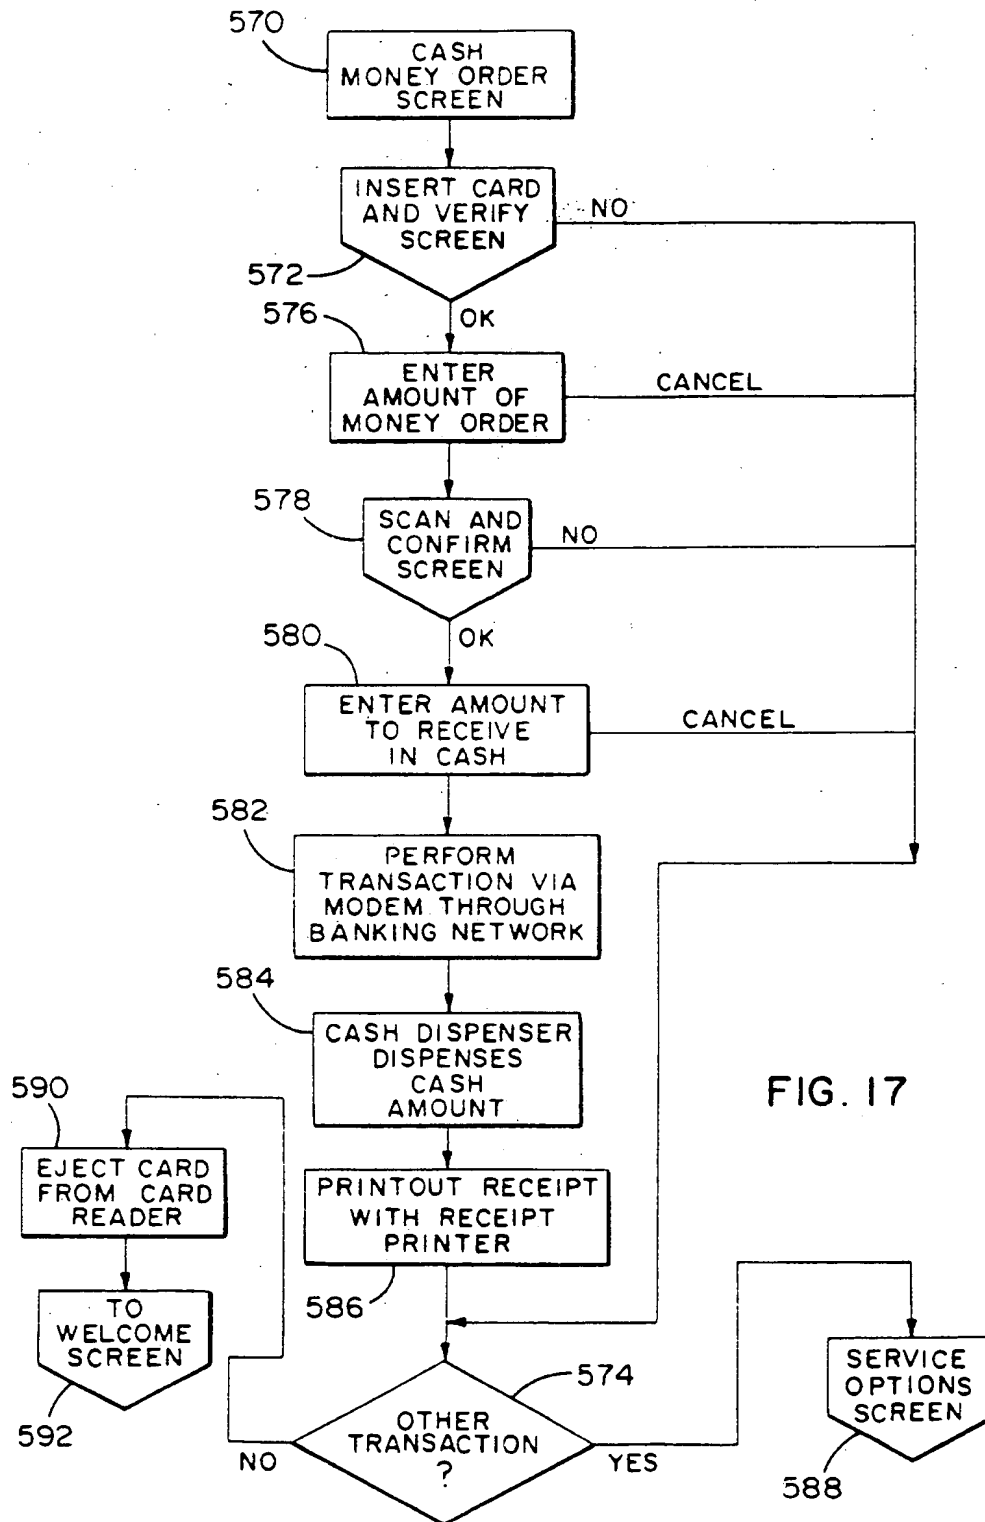 570
CASH
MONEY ORDER
SCREEN
INSERT CARD
AND VERIFY
SCREEN
NO
572
OK
576
ENTER
AMOUNT OF
MONEY ORDER
CANCEL
578
SCAN AND
CONFIRM
SCREEN
NO
OK
580
ENTER AMOUNT
TO RECEIVE
IN CASH
CANCEL
582
PERFORM
TRANSACTION VIA
MODEM THROUGH
BANKING NETWORK
584
CASH DISPENSER
DISPENSES
CASH
AMOUNT
FIG. 17
590
EJECT CARD
FROM CARD
READER
PRINTOUT RECEIPT
WITH RECEIPT
PRINTER
586
TO
WELCOME
SCREEN
592
574
OTHER
TRANSACTION
?
NO
YES
SERVICE
OPTIONS
SCREEN
588